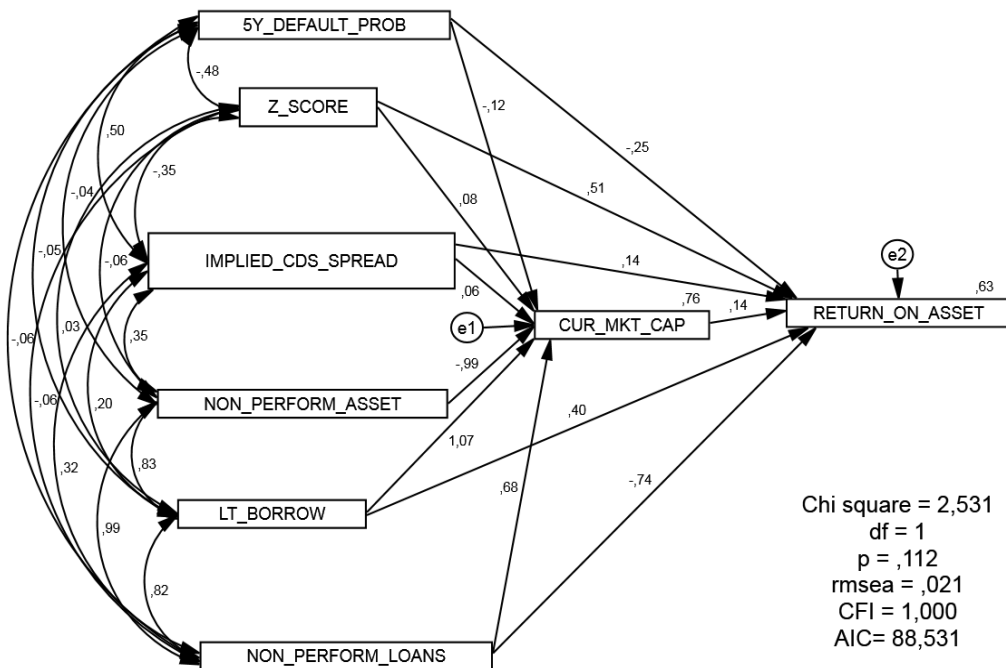 5Y_DEFAULT_PROB
-,48
Z_SCORE
-,12
-,25
,50
-,35
-,04
,51
,08
-,05
-,06
IMPLIED_CDS_SPREAD
,14
e2
,63
RETURN_ON_ASSET
,06
,76
,14
e1
CUR_MKT_CAP
,03
,35
-,06
-,99
-,06
,20
NON_PERFORM_ASSET
,40
1,07
,32
,83
,68
-,74
LT_BORROW
,99
,82
NON_PERFORM_LOANS
Chi square = 2,531
df = 1
p = ,112
rmsea = ,021
CFI = 1,000
AIC= 88,531